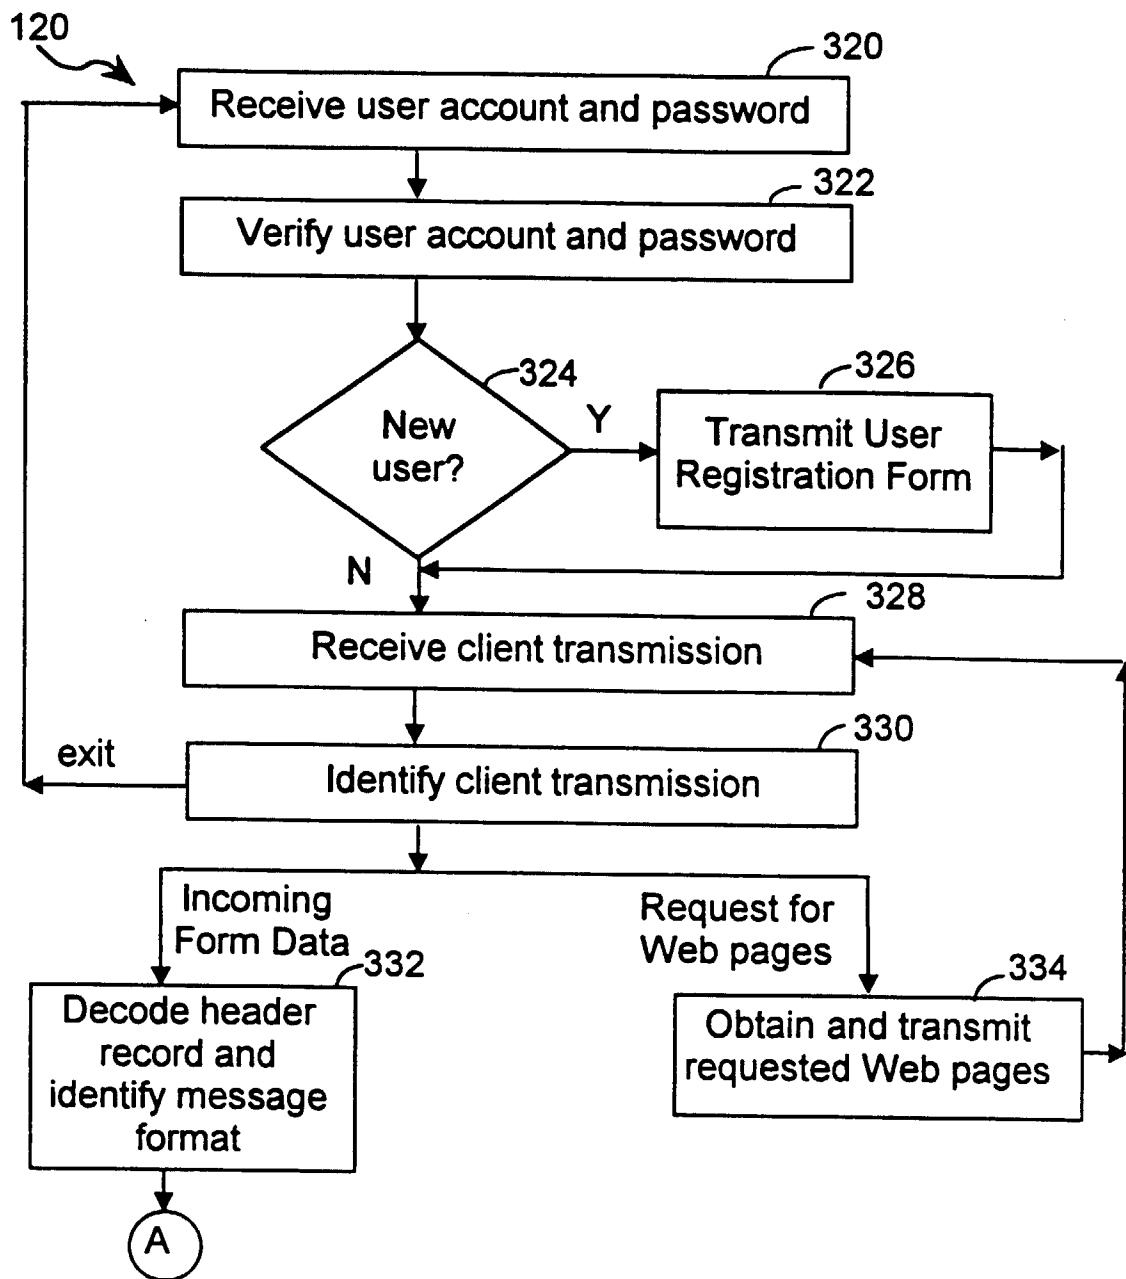 120
320
Receive user account and password
322
Verify user account and password
324
New
user?
Y
326
Transmit User
Registration Form
N
328
Receive client transmission
330
exit
Identify client transmission
Incoming
Form Data
Request for
Web pages
332
Decode header
record and
identify message
format
334
Obtain and transmit
requested Web pages
A